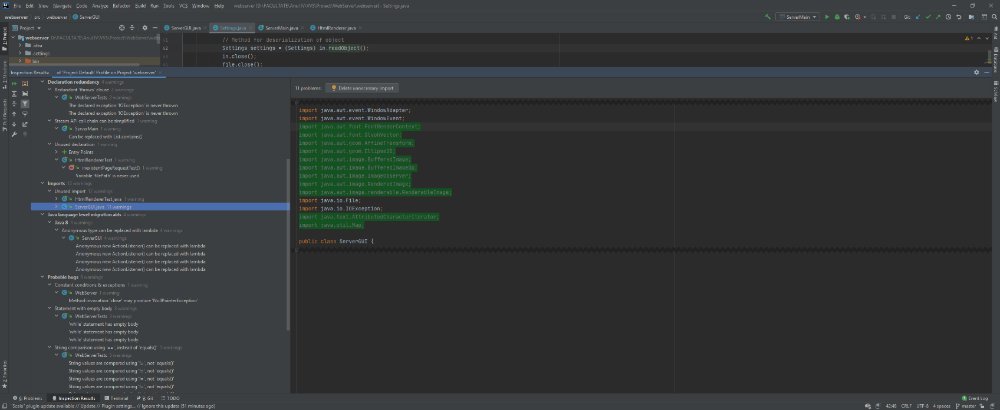 File Edit View Navigate Code Analyze Refactor Build Run Tools VCS Window Help webserver [D:\FACULTATE\Anul IV\VVS\Project\WebServer\webserver] - Settings.java
webserver › src › webserver › ServerGUI
ServerMain
Git:
Project
ServerGUI.java
Settings.java
ServerMain.java
HtmlRenderer.java
webserver D:\FACULTATE\Anul IV\VVS\Project\WebServer\webs
.idea
.settings
bin
41 // Method for deserialization of object
42 Settings settings = (Settings) in.readObject();
43 in.close();
44 file.close();
1
Inspection Results: of 'Project Default' Profile on Project 'webserver'
Declaration redundancy 4 warnings
Redundant 'throws' clause 2 warnings
WebServerTests 2 warnings
The declared exception 'IOException' is never thrown
The declared exception 'IOException' is never thrown
Stream API call chain can be simplified 1 warning
ServerMain 1 warning
Can be replaced with List.contains()
Unused declaration 1 warning
Entry Points
HtmlRendererTest 1 warning
inexistentPageRequestTest() 1 warning
Variable 'filePath' is never used
Imports 12 warnings
Unused import 12 warnings
HtmlRendererTest.java 1 warning
ServerGUI.java 11 warnings
Java language level migration aids 4 warnings
Java 8 4 warnings
Anonymous type can be replaced with lambda 4 warnings
ServerGUI 4 warnings
Anonymous new ActionListener() can be replaced with lambda
Anonymous new ActionListener() can be replaced with lambda
Anonymous new ActionListener() can be replaced with lambda
Anonymous new ActionListener() can be replaced with lambda
Probable bugs 9 warnings
Constant conditions & exceptions 1 warning
WebServer 1 warning
Method invocation 'close' may produce 'NullPointerException'
Statement with empty body 3 warnings
WebServerTests 3 warnings
'while' statement has empty body
'while' statement has empty body
'while' statement has empty body
String comparison using '==', instead of 'equals()' 5 warnings
WebServerTests 5 warnings
String values are compared using '!=', not 'equals()'
String values are compared using '!=', not 'equals()'
String values are compared using '!=', not 'equals()'
String values are compared using '!=', not 'equals()'
11 problems: Delete unnecessary import
import java.awt.event.WindowAdapter;
import java.awt.event.WindowEvent;
import java.awt.font.FontRenderContext;
import java.awt.font.GlyphVector;
import java.awt.geom.AffineTransform;
import java.awt.geom.Ellipse2D;
import java.awt.image.BufferedImage;
import java.awt.image.BufferedImageOp;
import java.awt.image.ImageObserver;
import java.awt.image.RenderedImage;
import java.awt.image.renderable.RenderableImage;
import java.io.File;
import java.io.IOException;
import java.text.AttributedCharacterIterator;
import java.util.Map;
public class ServerGUI {
1: Project
7: Structure
Pull Requests
2: Favorites
Ant
Database
SciView
6: Problems Inspection Results Terminal 9: Git TODO
1 Event Log
"Scala" plugin update available // Update // Plugin settings... // Ignore this update (51 minutes ago)
42:48 CRLF UTF-8 4 spaces master